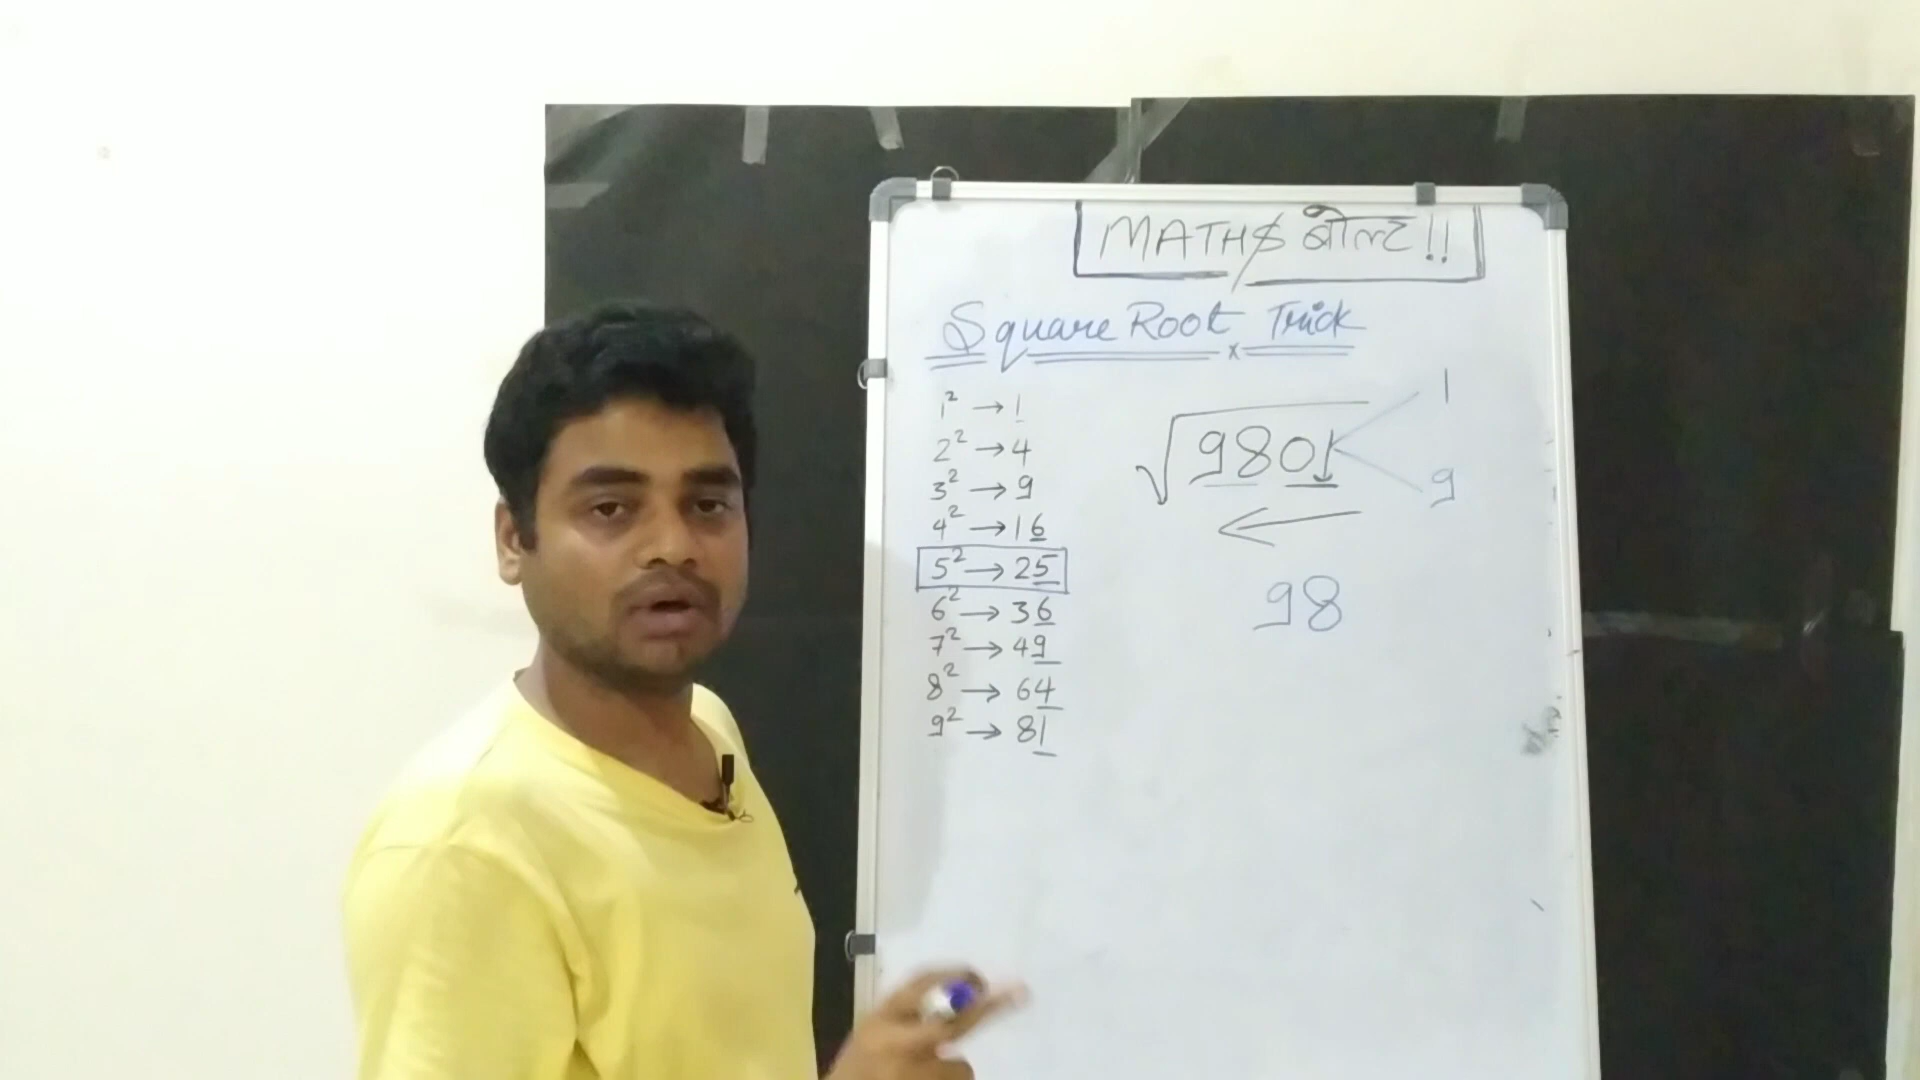 MATHS बोल्ट !!
Square Root Trick
1² → 1
2² → 4
3² → 9
4² → 16
5² → 25
6² → 36
7² → 49
8² → 64
9² → 81
√9801
1
9
98